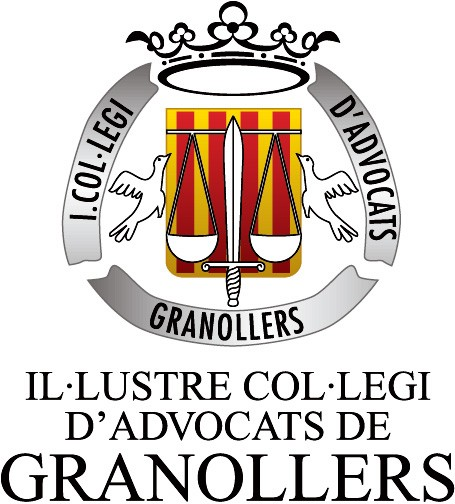 I.COL·LEGI
D'ADVOCATS
GRANOLLERS
IL·LUSTRE COL·LEGI
D'ADVOCATS DE
GRANOLLERS